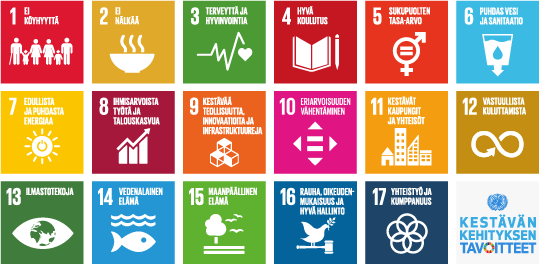 1 EI
KÖYHYYTTÄ
2 EI
NÄLKÄÄ
3 TERVEYTTÄ JA
HYVINVOINTIA
4 HYVÄ
KOULUTUS
5 SUKUPUOLTEN
TASA-ARVO
6 PUHDAS VESI
JA SANITAATIO
7 EDULLISTA
JA PUHDASTA
ENERGIAA
8 IHMISARVOISTA
TYÖTÄ JA
TALOUSKASVUA
9 KESTÄVÄÄ
TEOLLISUUTTA,
INNOVAATIOITA JA
INFRASTRUKTUUREJA
10 ERIARVOISUUDEN
VÄHENTÄMINEN
11 KESTÄVÄT
KAUPUNGIT
JA YHTEISÖT
12 VASTUULLISTA
KULUTTAMISTA
13 ILMASTOTEKOJA
14 VEDENALAINEN
ELÄMÄ
15 MAANPÄÄLLINEN
ELÄMÄ
16 RAUHA, OIKEUDEN-
MUKAISUUS JA
HYVÄ HALLINTO
17 YHTEISTYÖ JA
KUMPPANUUS
KESTÄVÄN
KEHITYKSEN
TAVOITTEET